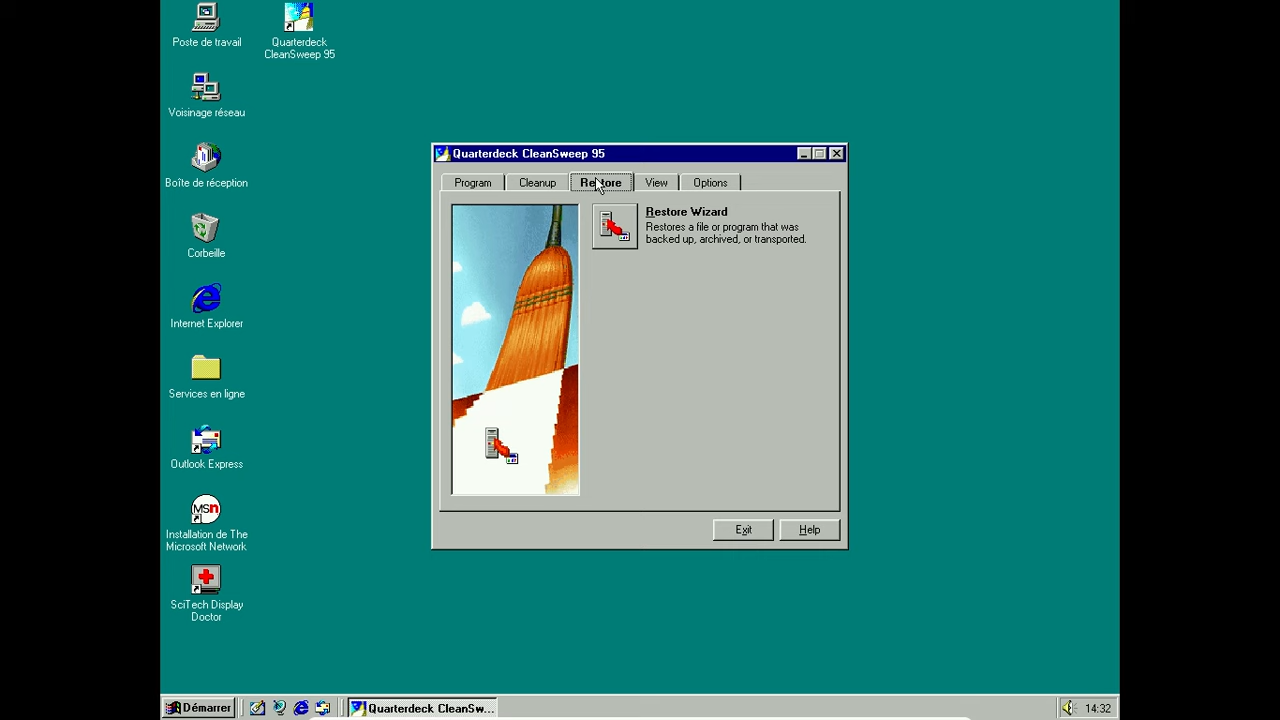 Poste de travail
Quarterdeck
CleanSweep 95
Voisinage réseau
Boîte de réception
Corbeille
Internet Explorer
Services en ligne
Outlook Express
msn
Installation de The
Microsoft Network
SciTech Display
Doctor
Quarterdeck CleanSweep 95
Program
Cleanup
Restore
View
Options
Restore Wizard
Restores a file or program that was
backed up, archived, or transported.
Exit
Help
Démarrer
Quarterdeck CleanSw...
14:32